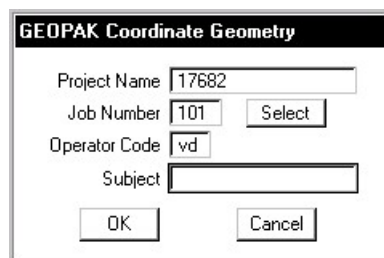 GEOPAK Coordinate Geometry
Project Name 17682
Job Number 101 Select
Operator Code vd
Subject
OK Cancel